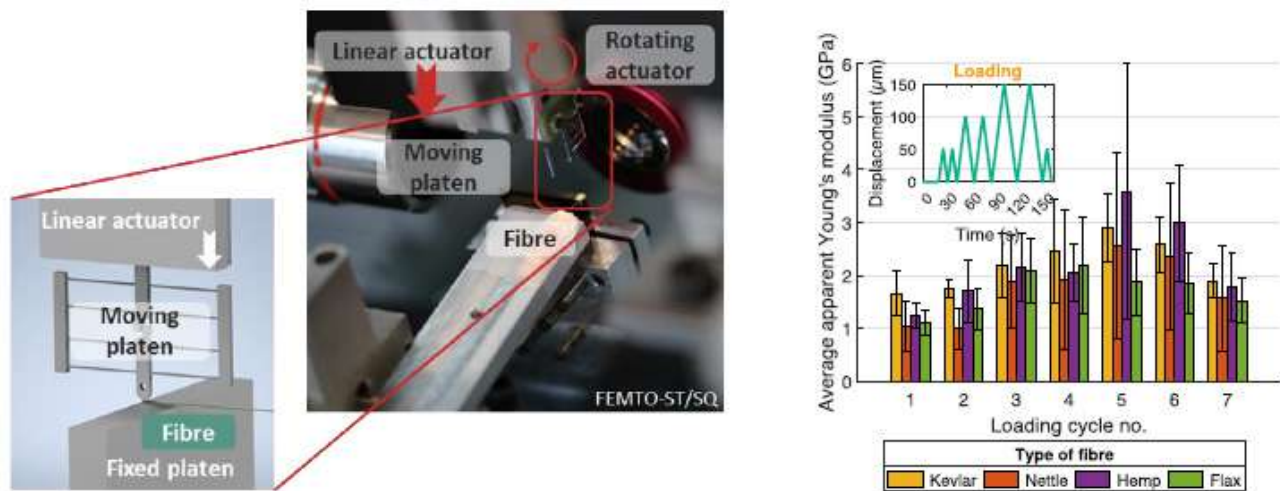 Linear actuator
Rotating
actuator
Moving
platen
Fibre
FEMTO-ST/SQ
Linear actuator
Moving
platen
Fibre
Fixed platen
Average apparent Young's modulus (GPa)
6
5
4
3
2
1
0
Loading
Displacement (µm)
150
100
50
0
0
30
60
90
120
150
Time (s)
1 2 3 4 5 6 7
Loading cycle no.
Type of fibre
Kevlar Nettle Hemp Flax